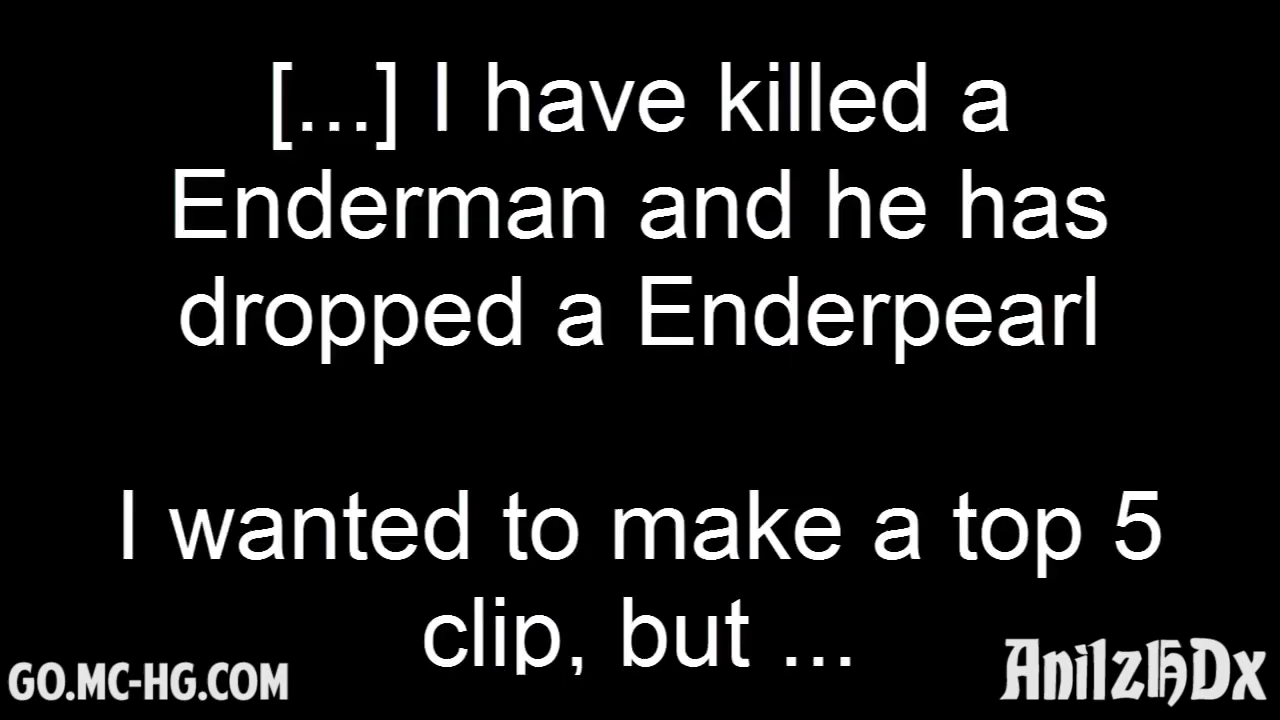 [...] I have killed a
Enderman and he has
dropped a Enderpearl
I wanted to make a top 5
clip, but ...
GO.MC-HG.COM
AnilzHDx